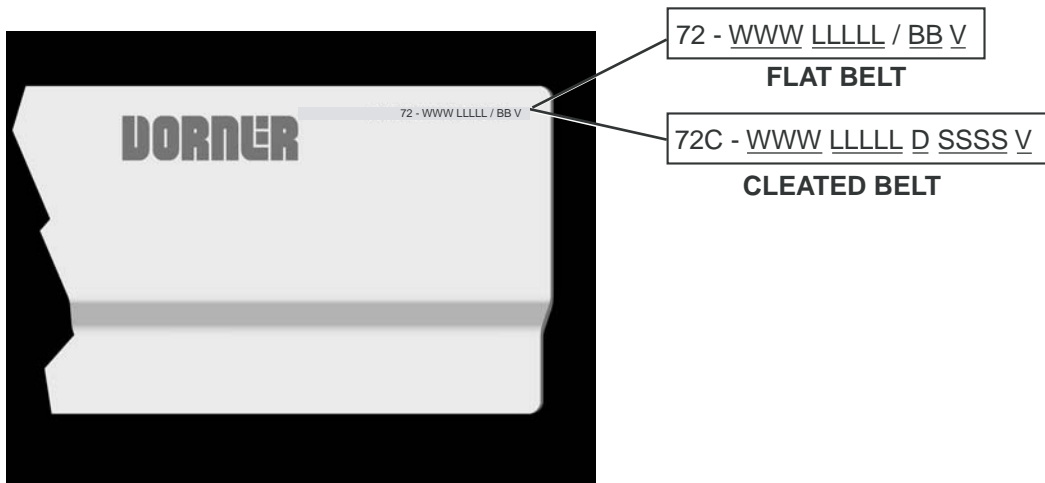 72 - WWW LLLLL / BB V
FLAT BELT
DORNER
72 - WWW LLLLL / BB V
72C - WWW LLLLL D SSSS V
CLEATED BELT